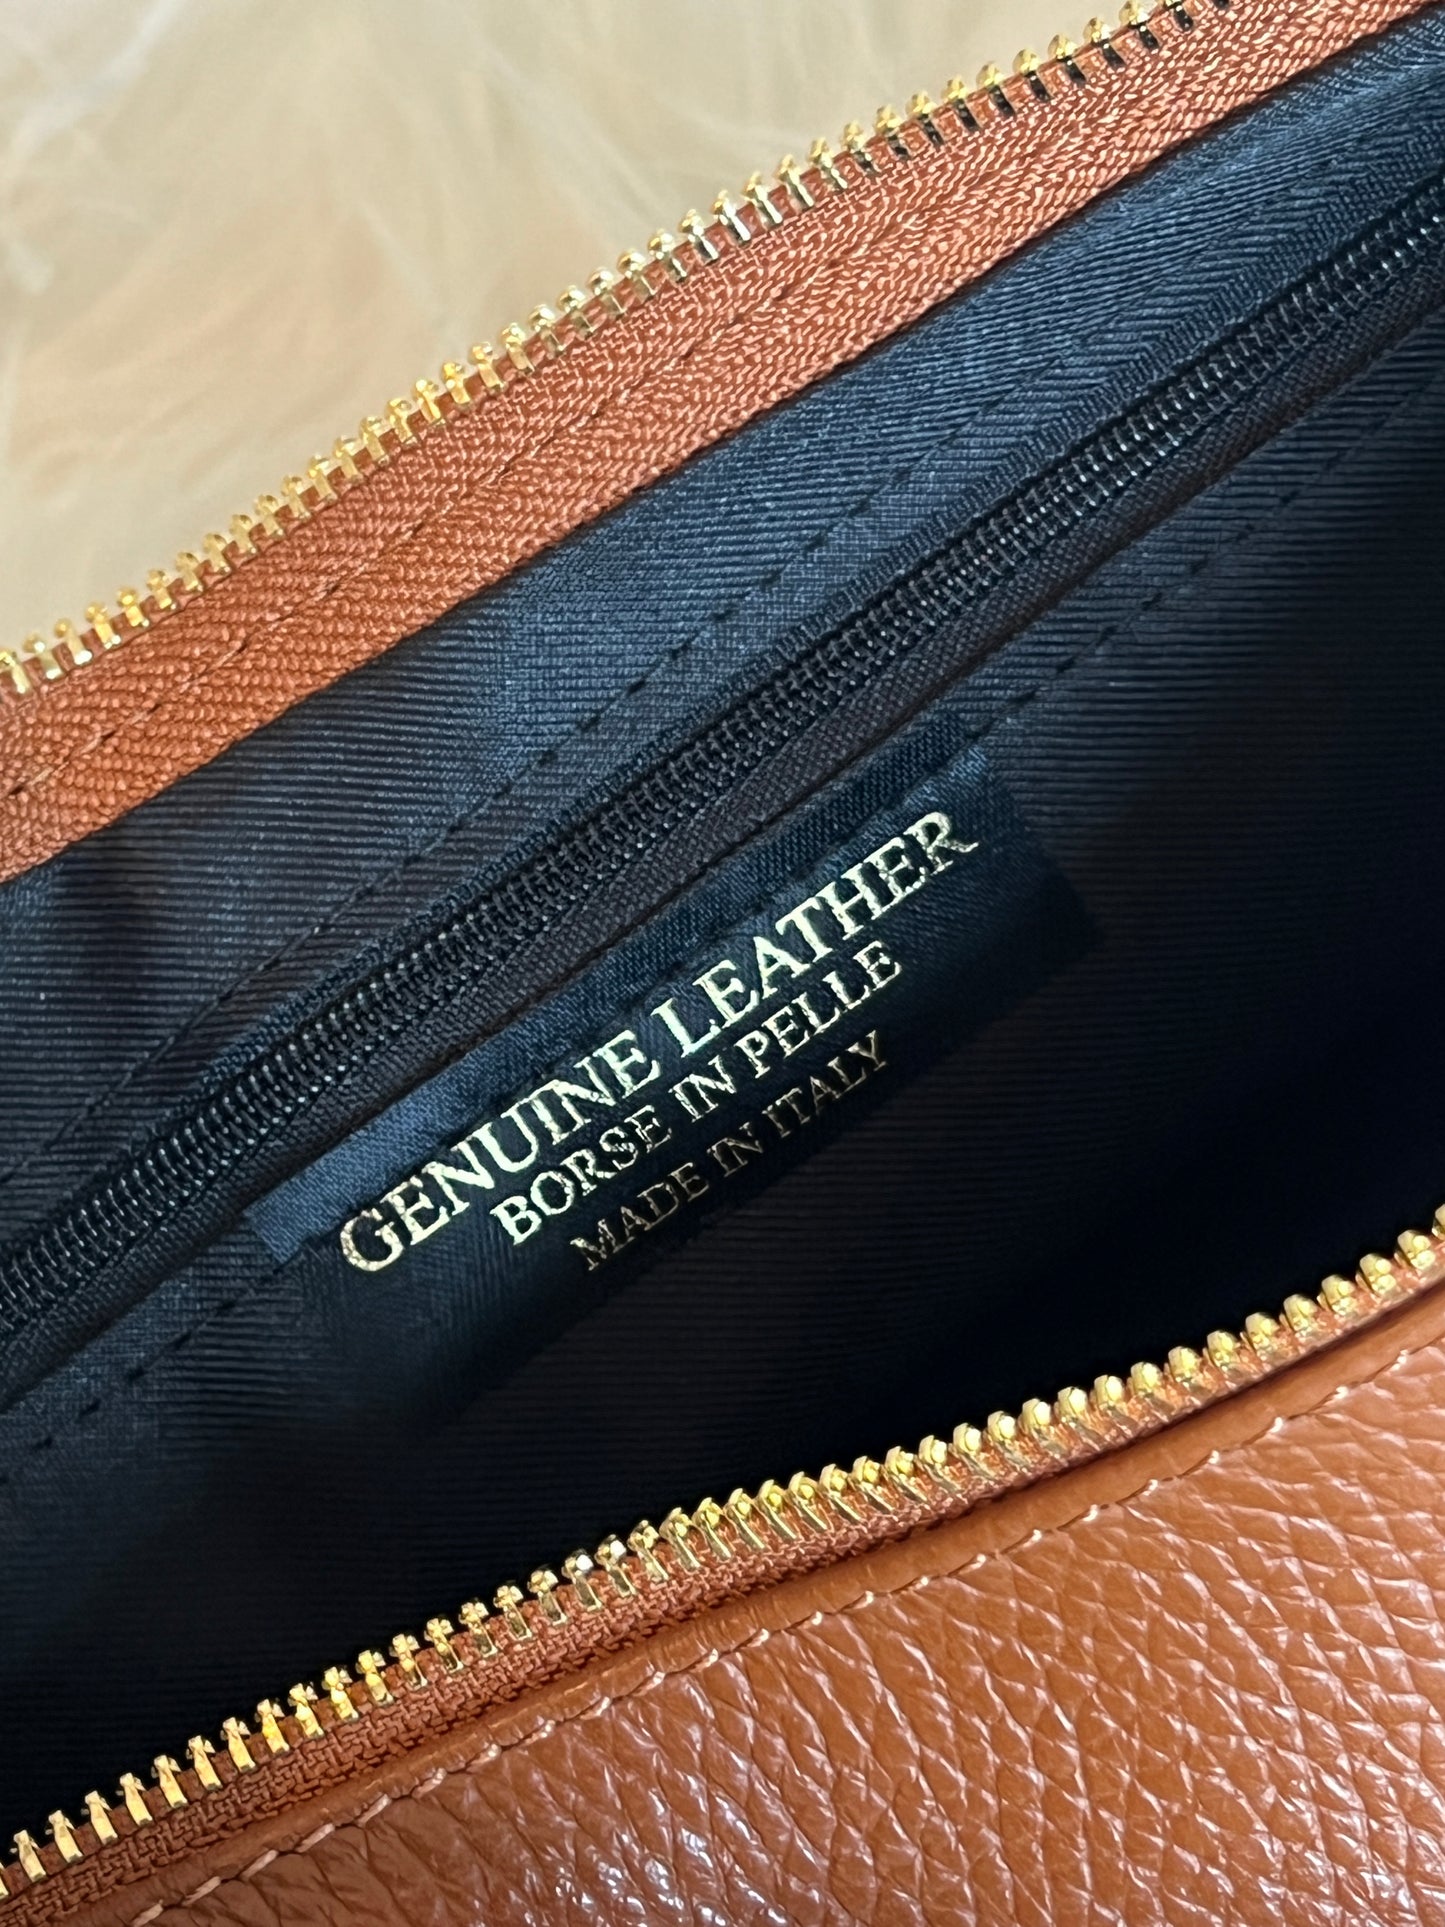 GENUINE LEATHER
BORSE IN PELLE
MADE IN ITALY